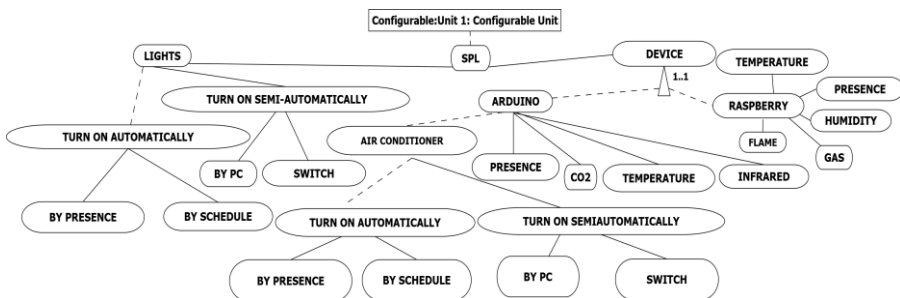 Configurable:Unit 1: Configurable Unit
LIGHTS
SPL
DEVICE
1..1
TEMPERATURE
PRESENCE
RASPBERRY
HUMIDITY
FLAME
GAS
TURN ON SEMI-AUTOMATICALLY
ARDUINO
TURN ON AUTOMATICALLY
AIR CONDITIONER
BY PC
SWITCH
PRESENCE
CO2
TEMPERATURE
INFRARED
BY PRESENCE
BY SCHEDULE
TURN ON AUTOMATICALLY
TURN ON SEMIAUTOMATICALLY
BY PRESENCE
BY SCHEDULE
BY PC
SWITCH